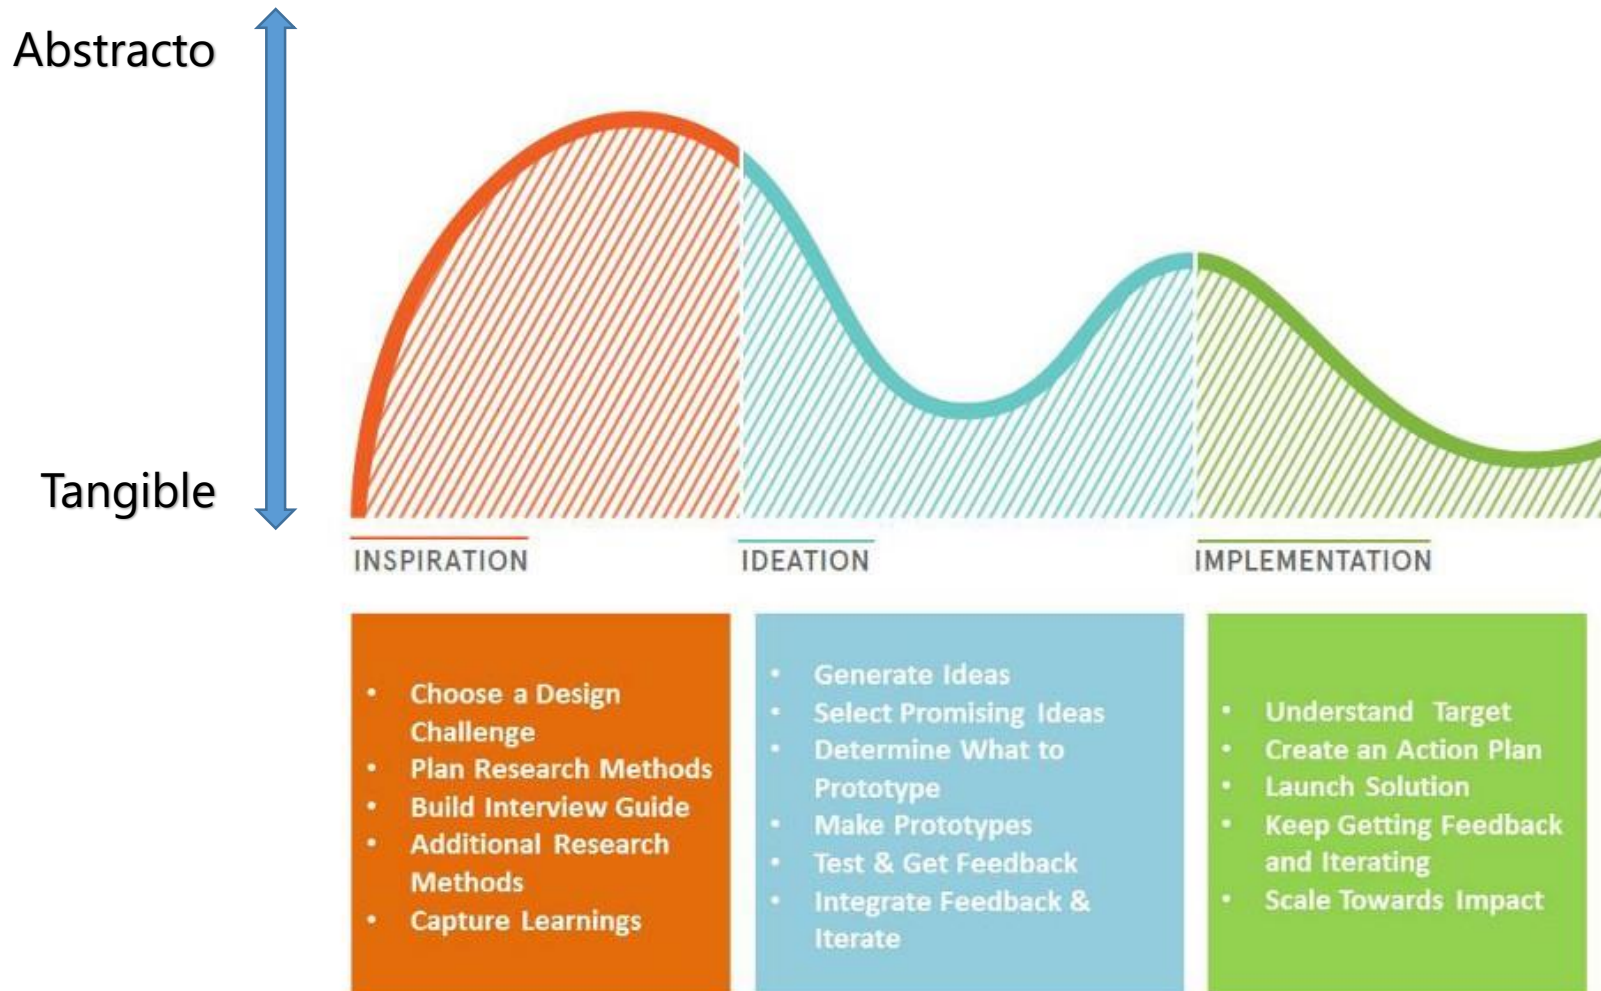 Abstracto
Tangible
INSPIRATION
IDEATION
IMPLEMENTATION
• Choose a Design
Challenge
• Plan Research Methods
• Build Interview Guide
• Additional Research
Methods
• Capture Learnings
• Generate Ideas
• Select Promising Ideas
• Determine What to
Prototype
• Make Prototypes
• Test & Get Feedback
• Integrate Feedback &
Iterate
• Understand Target
• Create an Action Plan
• Launch Solution
• Keep Getting Feedback
and Iterating
• Scale Towards Impact